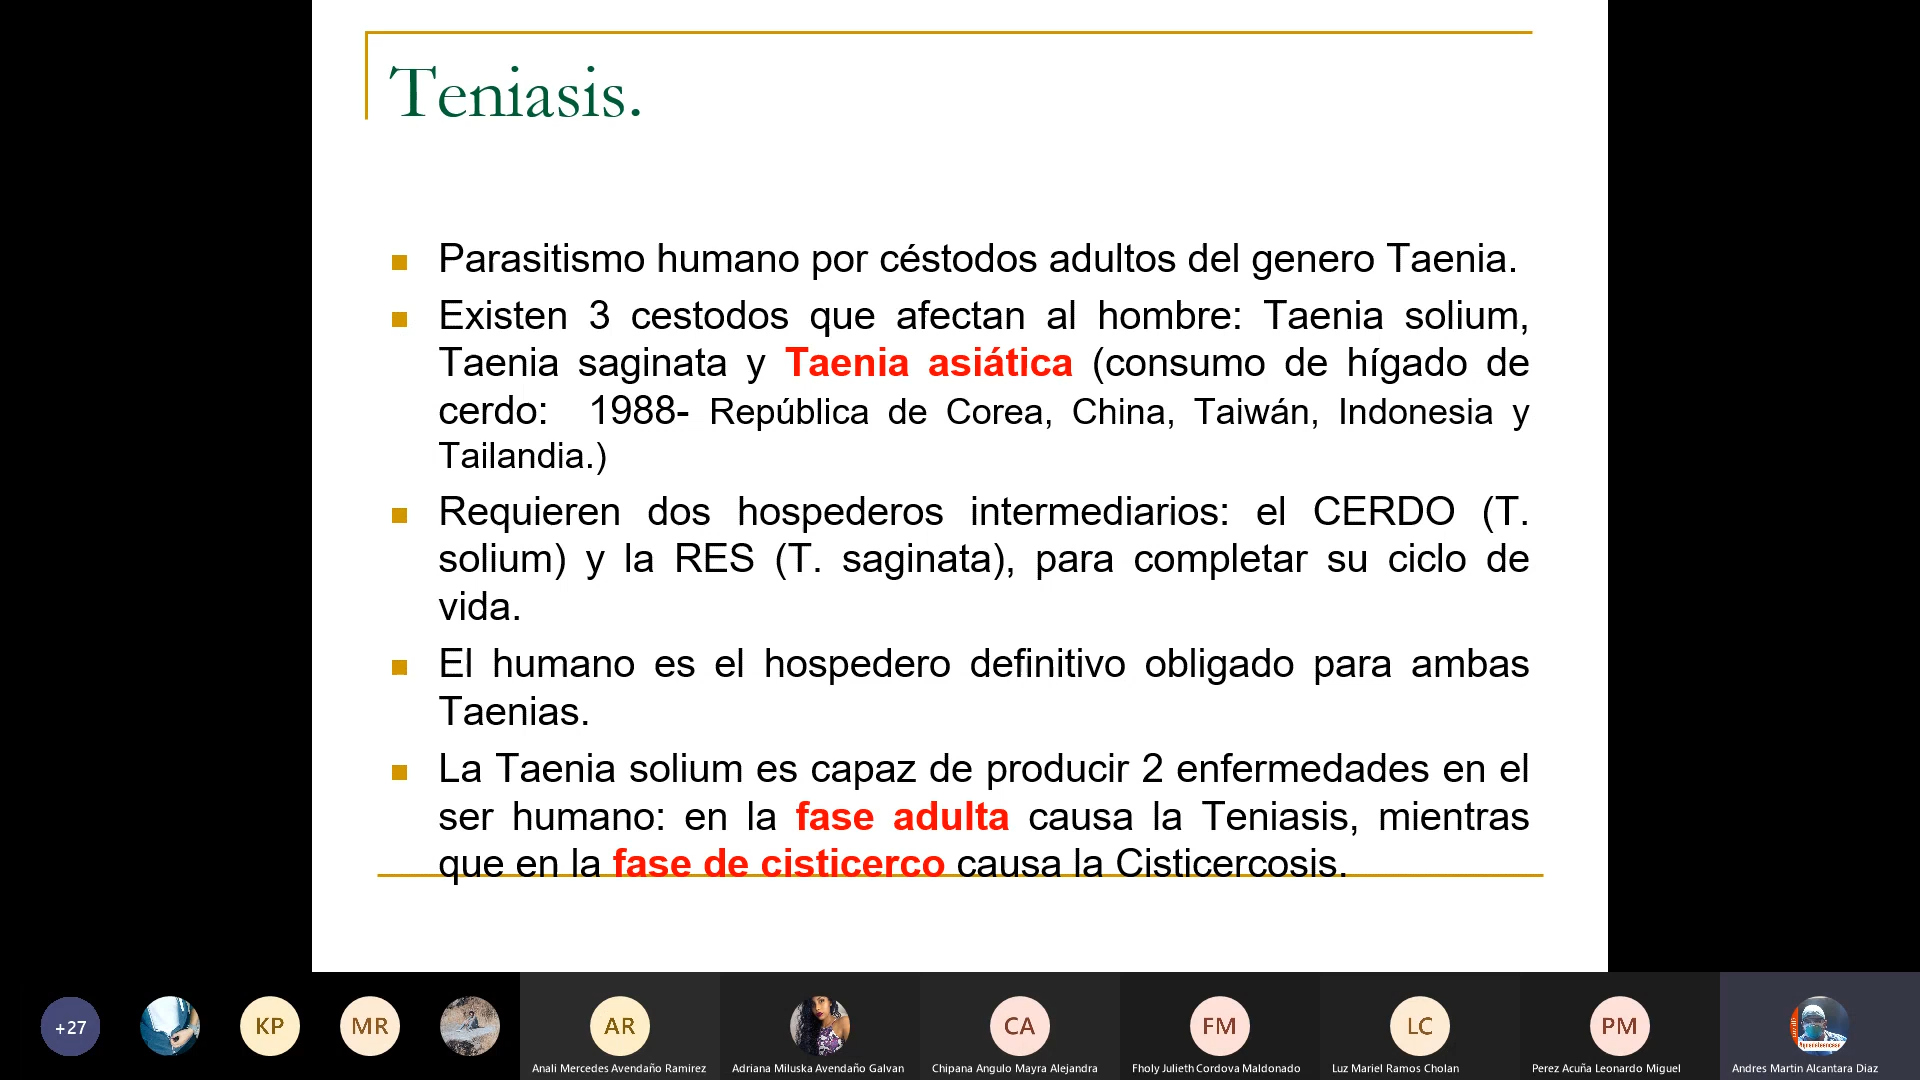 Teniasis.
Parasitismo humano por céstodos adultos del genero Taenia.
Existen 3 cestodos que afectan al hombre: Taenia solium,
Taenia saginata y Taenia asiática (consumo de hígado de
cerdo: 1988- República de Corea, China, Taiwán, Indonesia y
Tailandia.)
Requieren dos hospederos intermediarios: el CERDO (T.
solium) y la RES (T. saginata), para completar su ciclo de
vida.
El humano es el hospedero definitivo obligado para ambas
Taenias.
La Taenia solium es capaz de producir 2 enfermedades en el
ser humano: en la fase adulta causa la Teniasis, mientras
que en la fase de cisticerco causa la Cisticercosis.
+27
KP
MR
AR
CA
FM
LC
PM
Anali Mercedes Avendaño Ramirez
Adriana Miluska Avendaño Galvan
Chipana Angulo Mayra Alejandra
Fholy Julieth Cordova Maldonado
Luz Mariel Ramos Cholan
Perez Acuña Leonardo Miguel
Andres Martin Alcantara Diaz